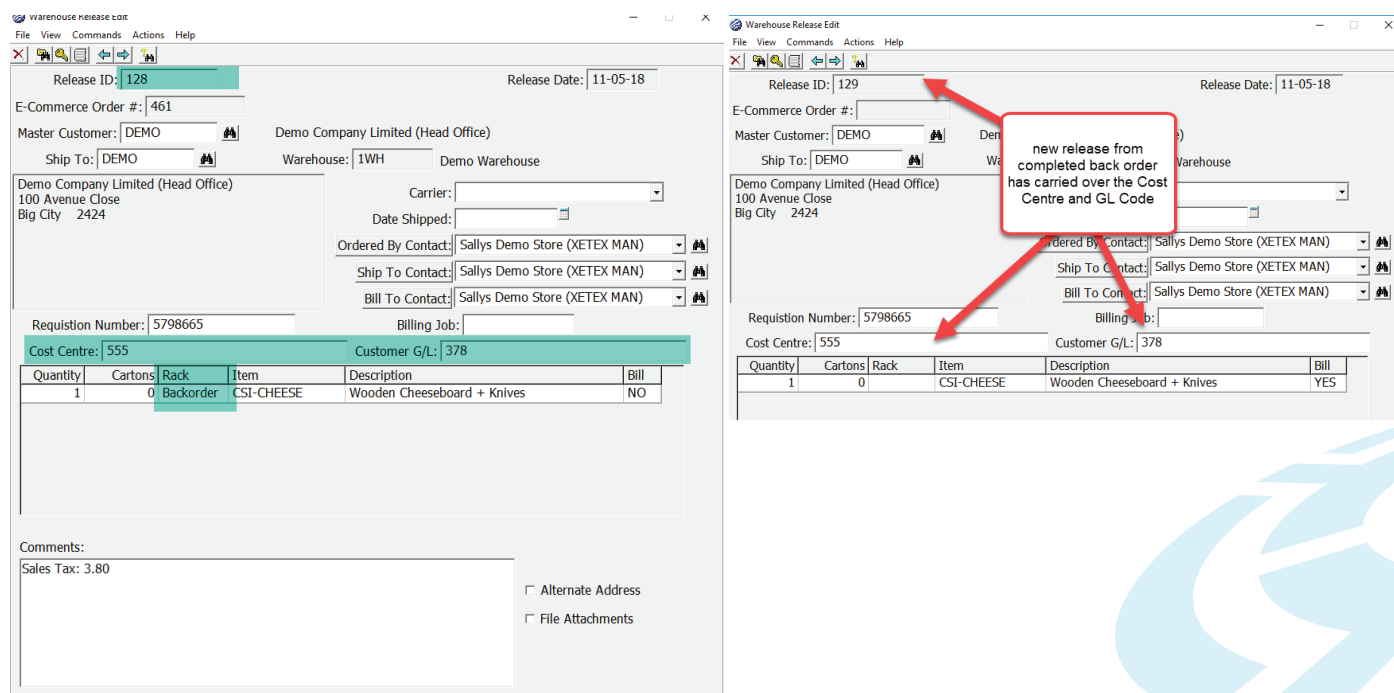 Warehouse Release Edit
File View Commands Actions Help
Release ID: 128
Release Date: 11-05-18
E-Commerce Order #: 461
Master Customer: DEMO
Demo Company Limited (Head Office)
Ship To: DEMO
Warehouse: 1WH
Demo Warehouse
Demo Company Limited (Head Office)
100 Avenue Close
Big City 2424
Carrier:
Date Shipped:
Ordered By Contact: Sallys Demo Store (XETEX MAN)
Ship To Contact: Sallys Demo Store (XETEX MAN)
Bill To Contact: Sallys Demo Store (XETEX MAN)
Requistion Number: 5798665
Billing Job:
Cost Centre: 555
Customer G/L: 378
Quantity Cartons Rack Item Description Bill
1 0 Backorder CSI-CHEESE Wooden Cheeseboard + Knives NO
Comments:
Sales Tax: 3.80
Alternate Address
File Attachments
Warehouse Release Edit
File View Commands Actions Help
Release ID: 129
Release Date: 11-05-18
E-Commerce Order #:
Master Customer: DEMO
Ship To: DEMO
Warehouse
Demo Company Limited (Head Office)
100 Avenue Close
Big City 2424
new release from
completed back order
has carried over the Cost
Centre and GL Code
Ordered By Contact: Sallys Demo Store (XETEX MAN)
Ship To Contact: Sallys Demo Store (XETEX MAN)
Bill To Contact: Sallys Demo Store (XETEX MAN)
Requistion Number: 5798665
Billing Job:
Cost Centre: 555
Customer G/L: 378
Quantity Cartons Rack Item Description Bill
1 0 CSI-CHEESE Wooden Cheeseboard + Knives YES